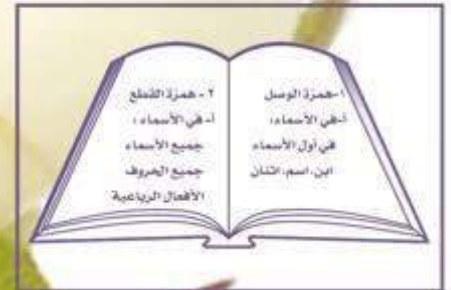 ١-همزة الوصل
أ-في الأسماء:
في أول الأسماء
ابن، اسم، اثنان
٢ - همزة القطع
أ- في الأسماء :
جميع الأسماء
جميع الحروف
الأفعال الرباعية